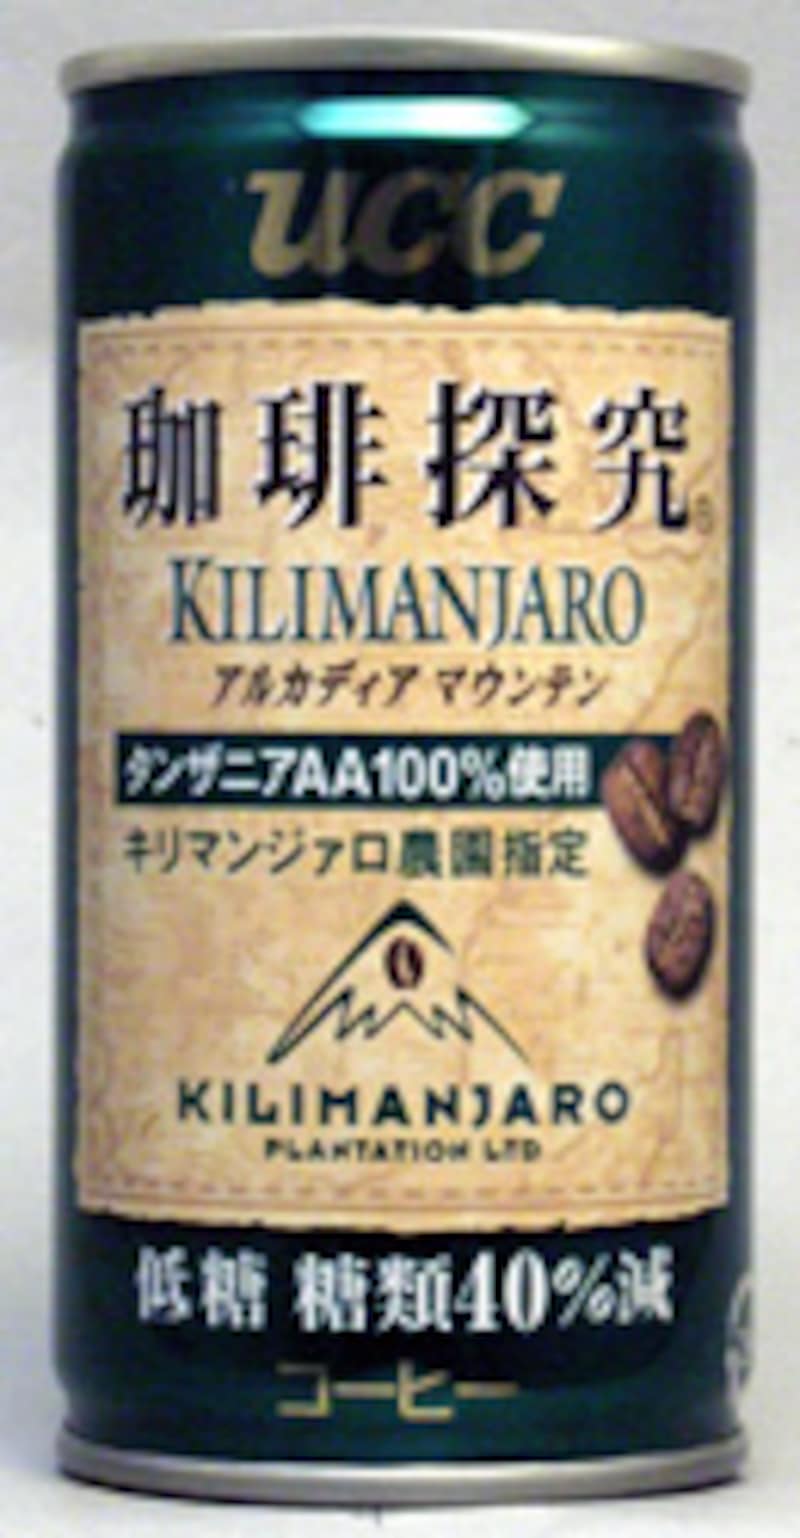 ucc
珈琲探究®
KILIMANJARO
アルカディア マウンテン
タンザニアAA100%使用
キリマンジァロ農園指定
KILIMANJARO
PLANTATION LTD
低糖 糖類40%減
コーヒー